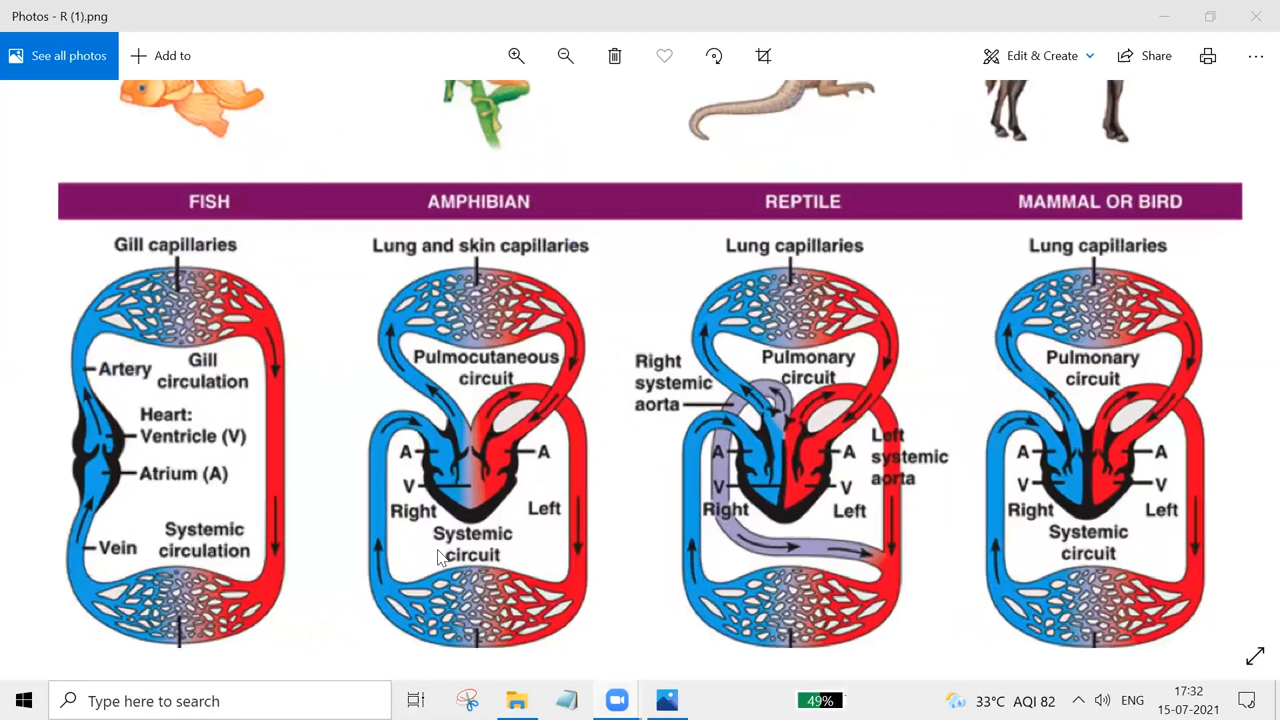 Photos - R (1).png
See all photos
Add to
Edit & Create
Share
FISH
AMPHIBIAN
REPTILE
MAMMAL OR BIRD
Gill capillaries
Artery
Gill
circulation
Heart:
Ventricle (V)
Atrium (A)
Vein
Systemic
circulation
Lung and skin capillaries
Pulmocutaneous
circuit
A
A
V
Right
Left
Systemic
circuit
Lung capillaries
Right
systemic
aorta
Pulmonary
circuit
Left
systemic
aorta
A
A
V
V
Right
Left
Lung capillaries
Pulmonary
circuit
A
A
V
V
Right
Left
Systemic
circuit
Type here to search
49%
33°C AQI 82
ENG
17:32
15-07-2021